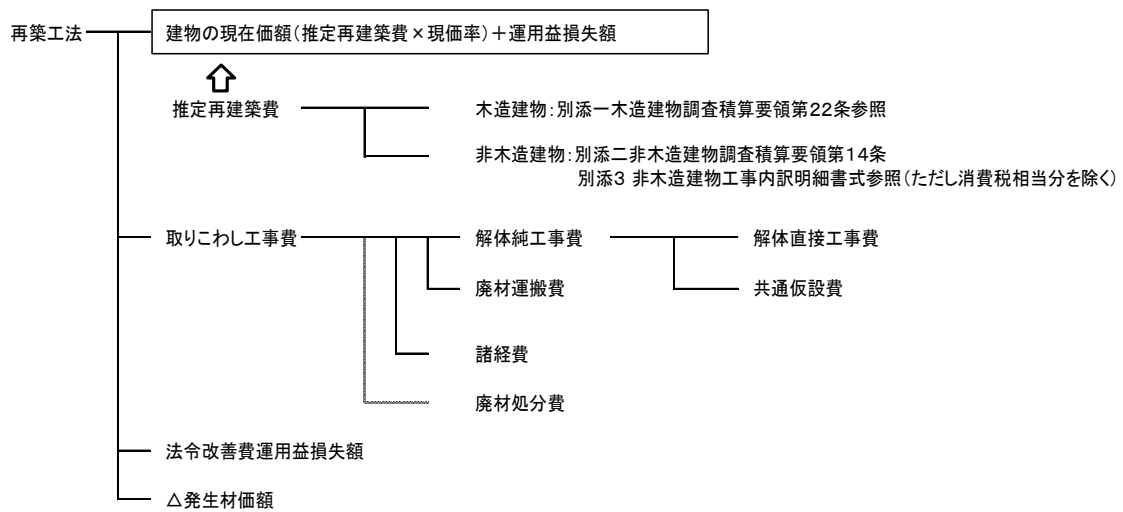 再築工法 建物の現在価額(推定再建築費×現価率)+運用益損失額
推定再建築費 木造建物:別添一木造建物調査積算要領第22条参照
非木造建物:別添二非木造建物調査積算要領第14条
別添3 非木造建物工事内訳明細書式参照(ただし消費税相当分を除く)
取りこわし工事費 解体純工事費 解体直接工事費
廃材運搬費 共通仮設費
諸経費
廃材処分費
法令改善費運用益損失額
△発生材価額